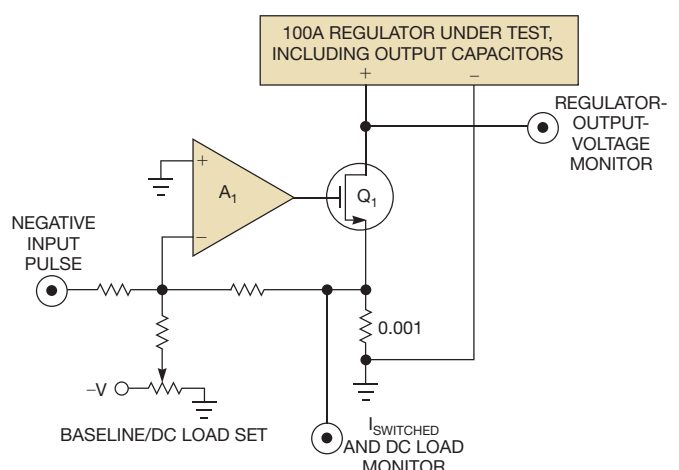 100A REGULATOR UNDER TEST,
INCLUDING OUTPUT CAPACITORS
+ −
REGULATOR-
OUTPUT-
VOLTAGE
MONITOR
+
A1
Q1
−
NEGATIVE
INPUT
PULSE
0.001
−V
BASELINE/DC LOAD SET
ISWITCHED
AND DC LOAD
MONITOR